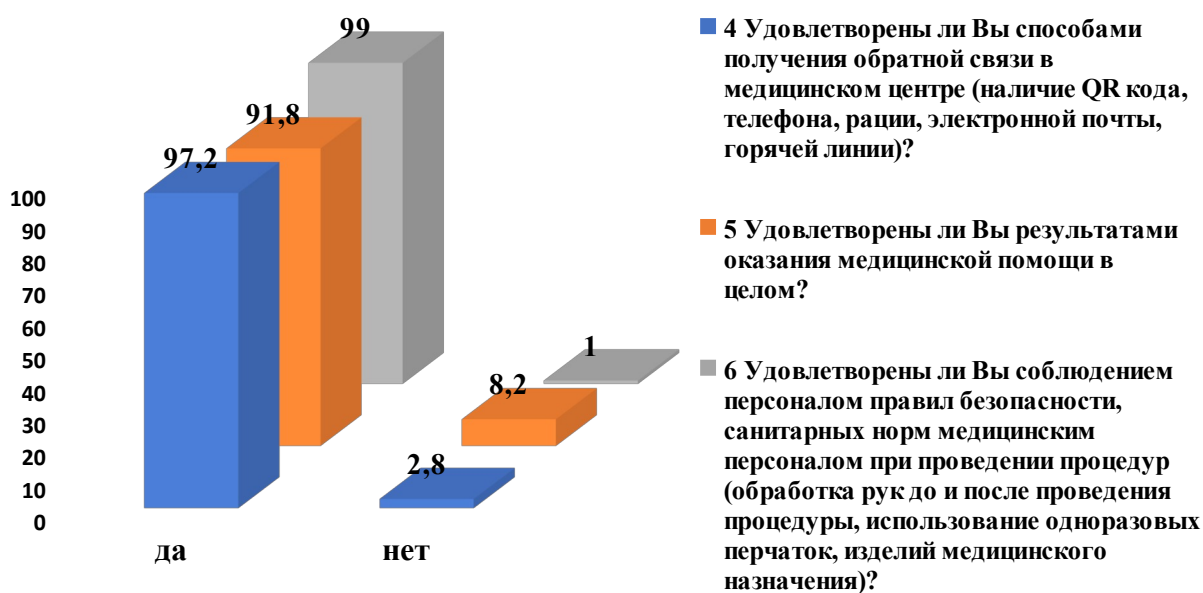 99
91,8
97,2
100
90
80
70
60
50
40
30
20
10
0
1
8,2
2,8
да
нет
4 Удовлетворены ли Вы способами
получения обратной связи в
медицинском центре (наличие QR кода,
телефона, рации, электронной почты,
горячей линии)?
5 Удовлетворены ли Вы результатами
оказания медицинской помощи в
целом?
6 Удовлетворены ли Вы соблюдением
персоналом правил безопасности,
санитарных норм медицинским
персоналом при проведении процедур
(обработка рук до и после проведения
процедуры, использование одноразовых
перчаток, изделий медицинского
назначения)?